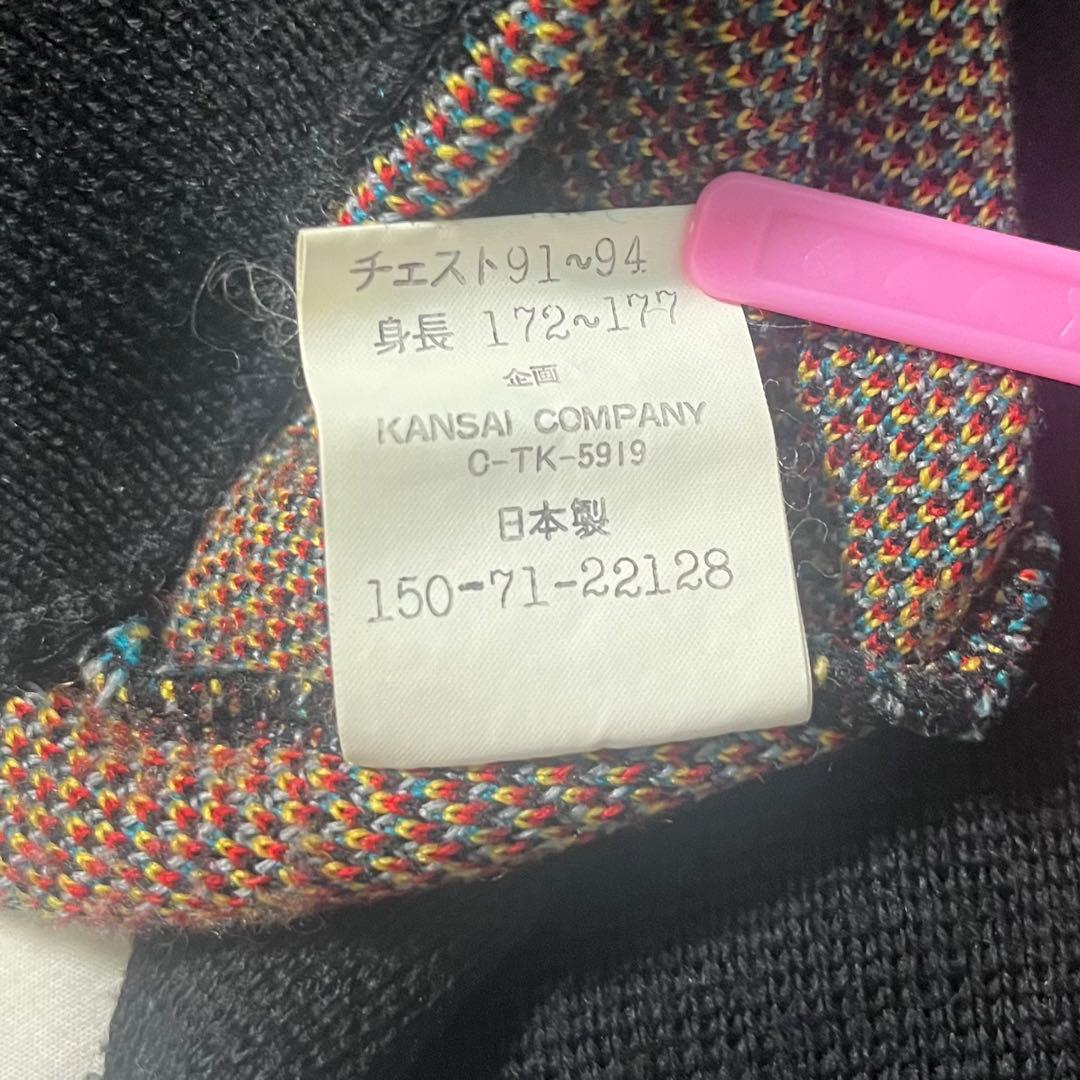 チェスト91~94
身長 172~177
企画
KANSAI COMPANY
C-TK-5919
日本製
150-71-22128